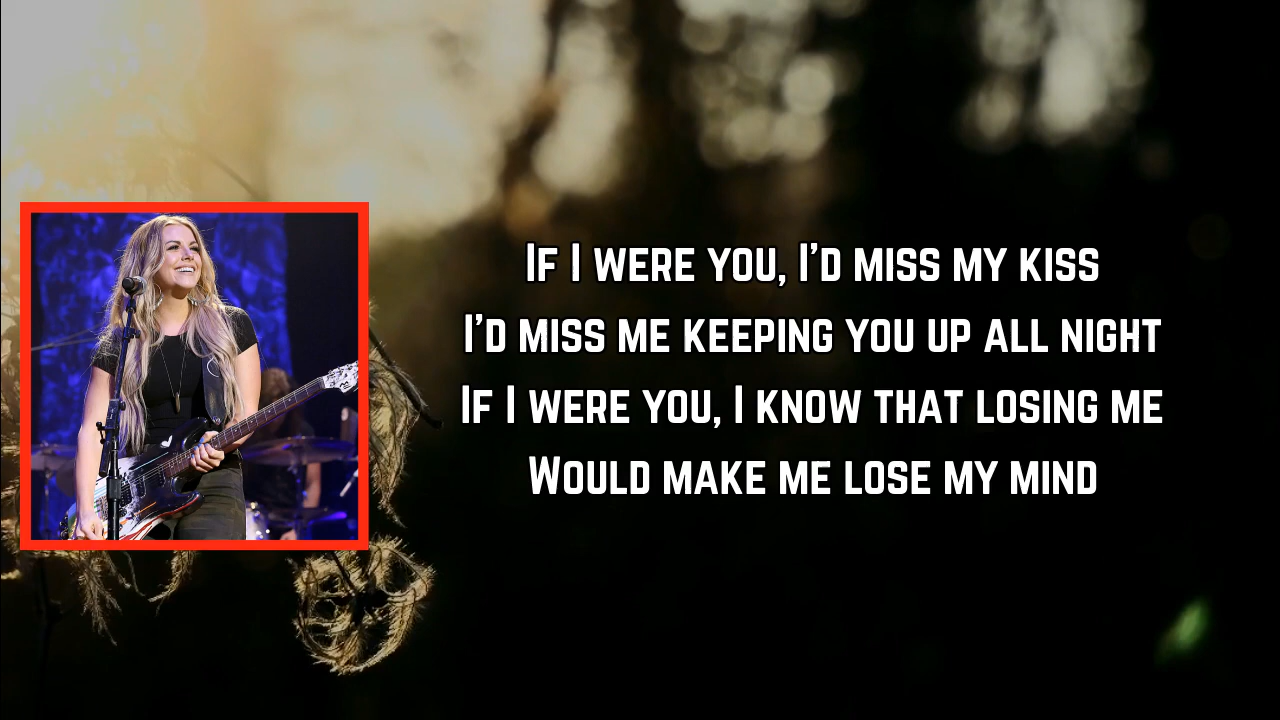 If I were you, I'd miss my kiss
I'd miss me keeping you up all night
If I were you, I know that losing me
Would make me lose my mind